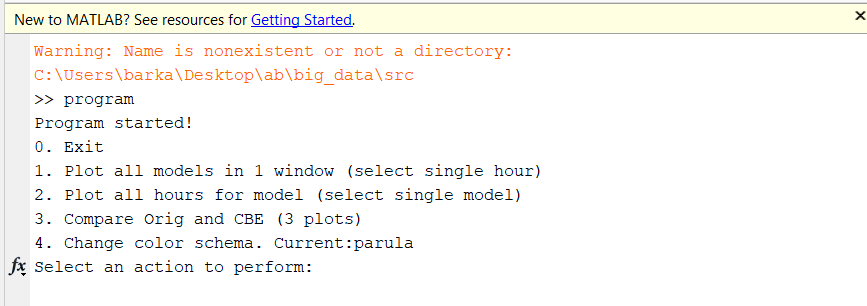 New to MATLAB? See resources for Getting Started.
Warning: Name is nonexistent or not a directory:
C:\Users\barka\Desktop\ab\big_data\src
>> program
Program started!
0. Exit
1. Plot all models in 1 window (select single hour)
2. Plot all hours for model (select single model)
3. Compare Orig and CBE (3 plots)
4. Change color schema. Current:parula
fx Select an action to perform: